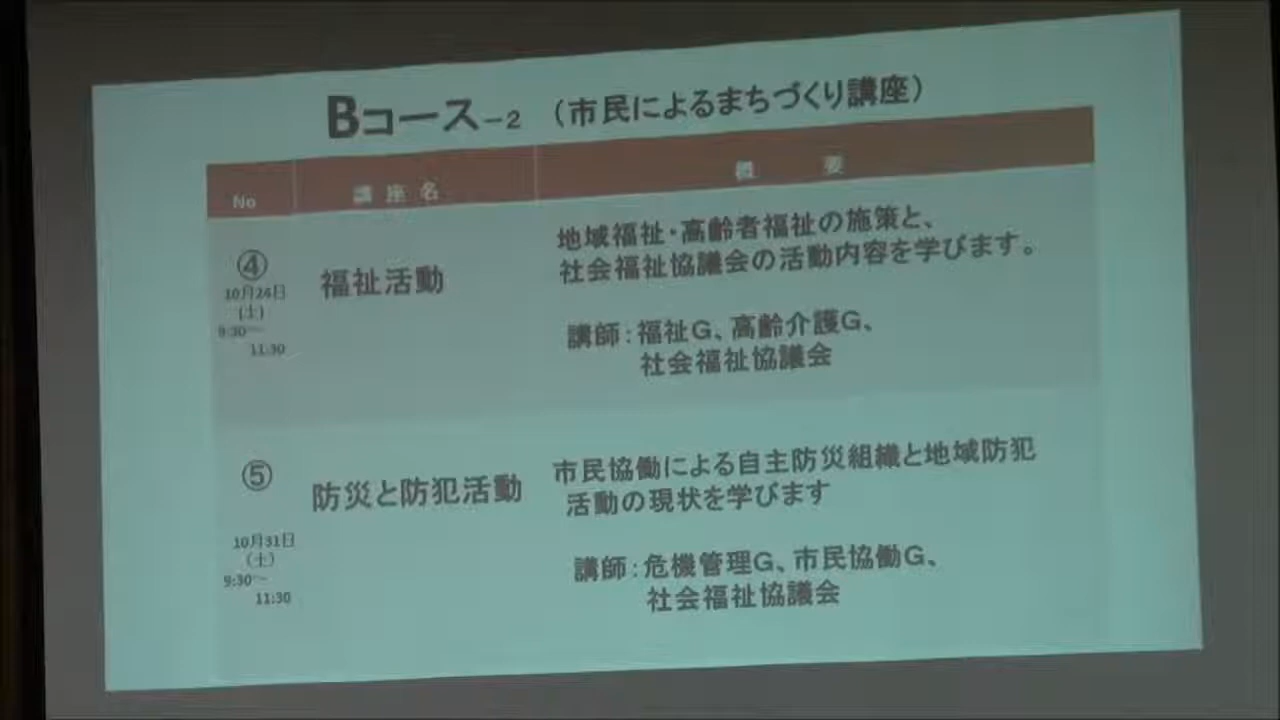 Bコース－2 （市民によるまちづくり講座）
No 講座名 概要
④
10月24日
（土）
9:30～
11:30
福祉活動
地域福祉・高齢者福祉の施策と、
社会福祉協議会の活動内容を学びます。
講師：福祉G、高齢介護G、
社会福祉協議会
⑤
10月31日
（土）
9:30～
11:30
防災と防犯活動
市民協働による自主防災組織と地域防犯
活動の現状を学びます
講師：危機管理G、市民協働G、
社会福祉協議会